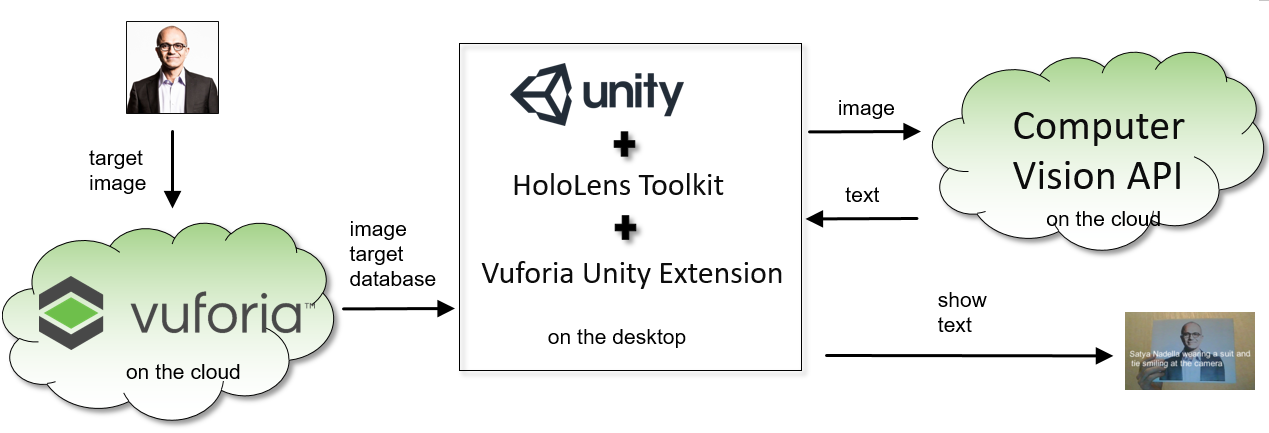 target
image
vuforia™
on the cloud
image
target
database
unity
+
HoloLens Toolkit
+
Vuforia Unity Extension
on the desktop
image
text
Computer
Vision API
on the cloud
show
text
Satya Nadella wearing a suit and
tie smiling at the camera